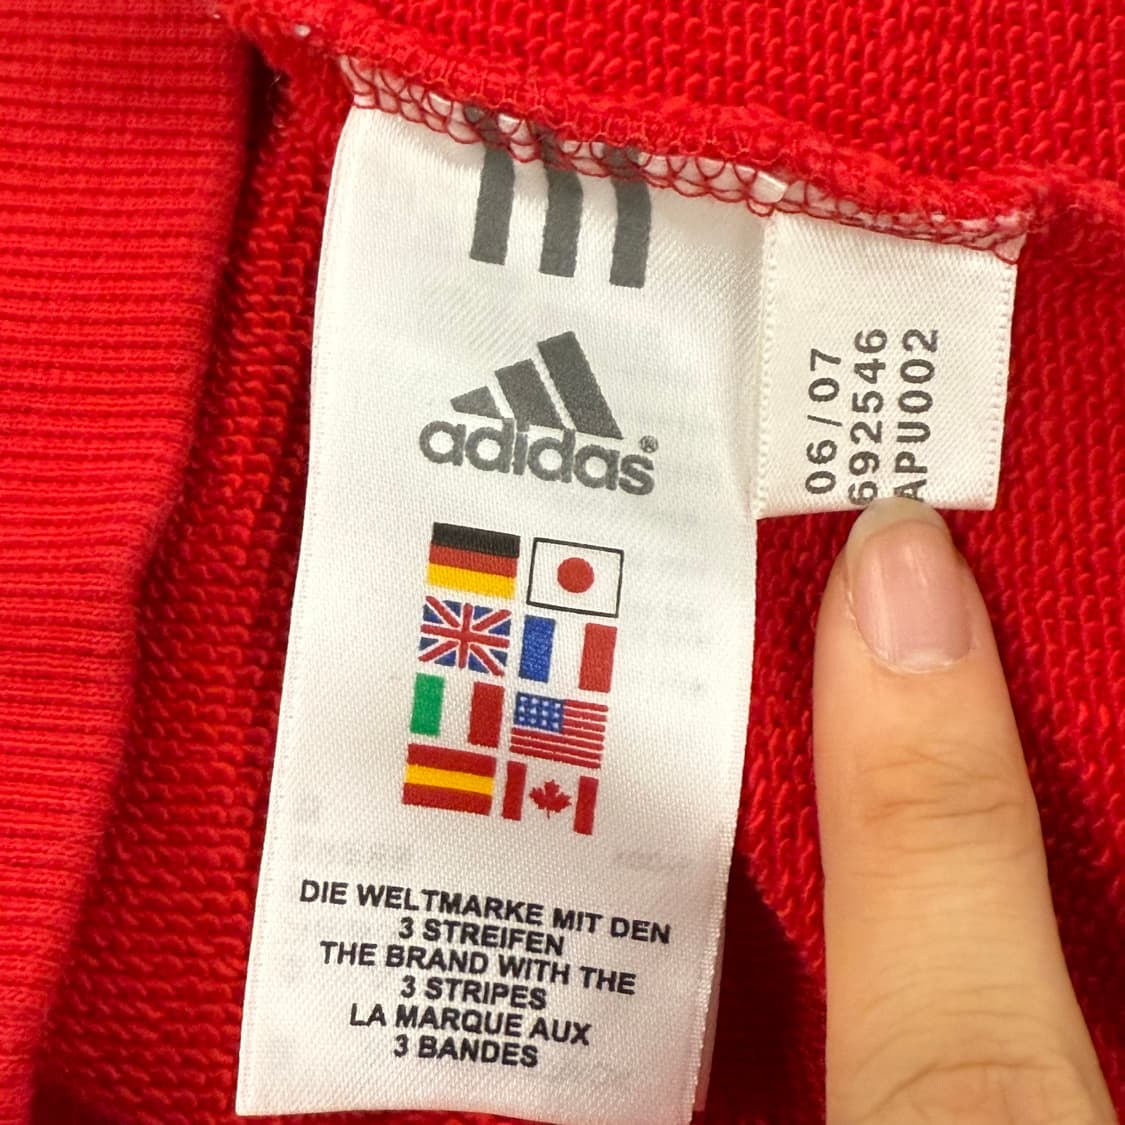 adidas®
DIE WELTMARKE MIT DEN
3 STREIFEN
THE BRAND WITH THE
3 STRIPES
LA MARQUE AUX
3 BANDES
06/07
692546
APU002